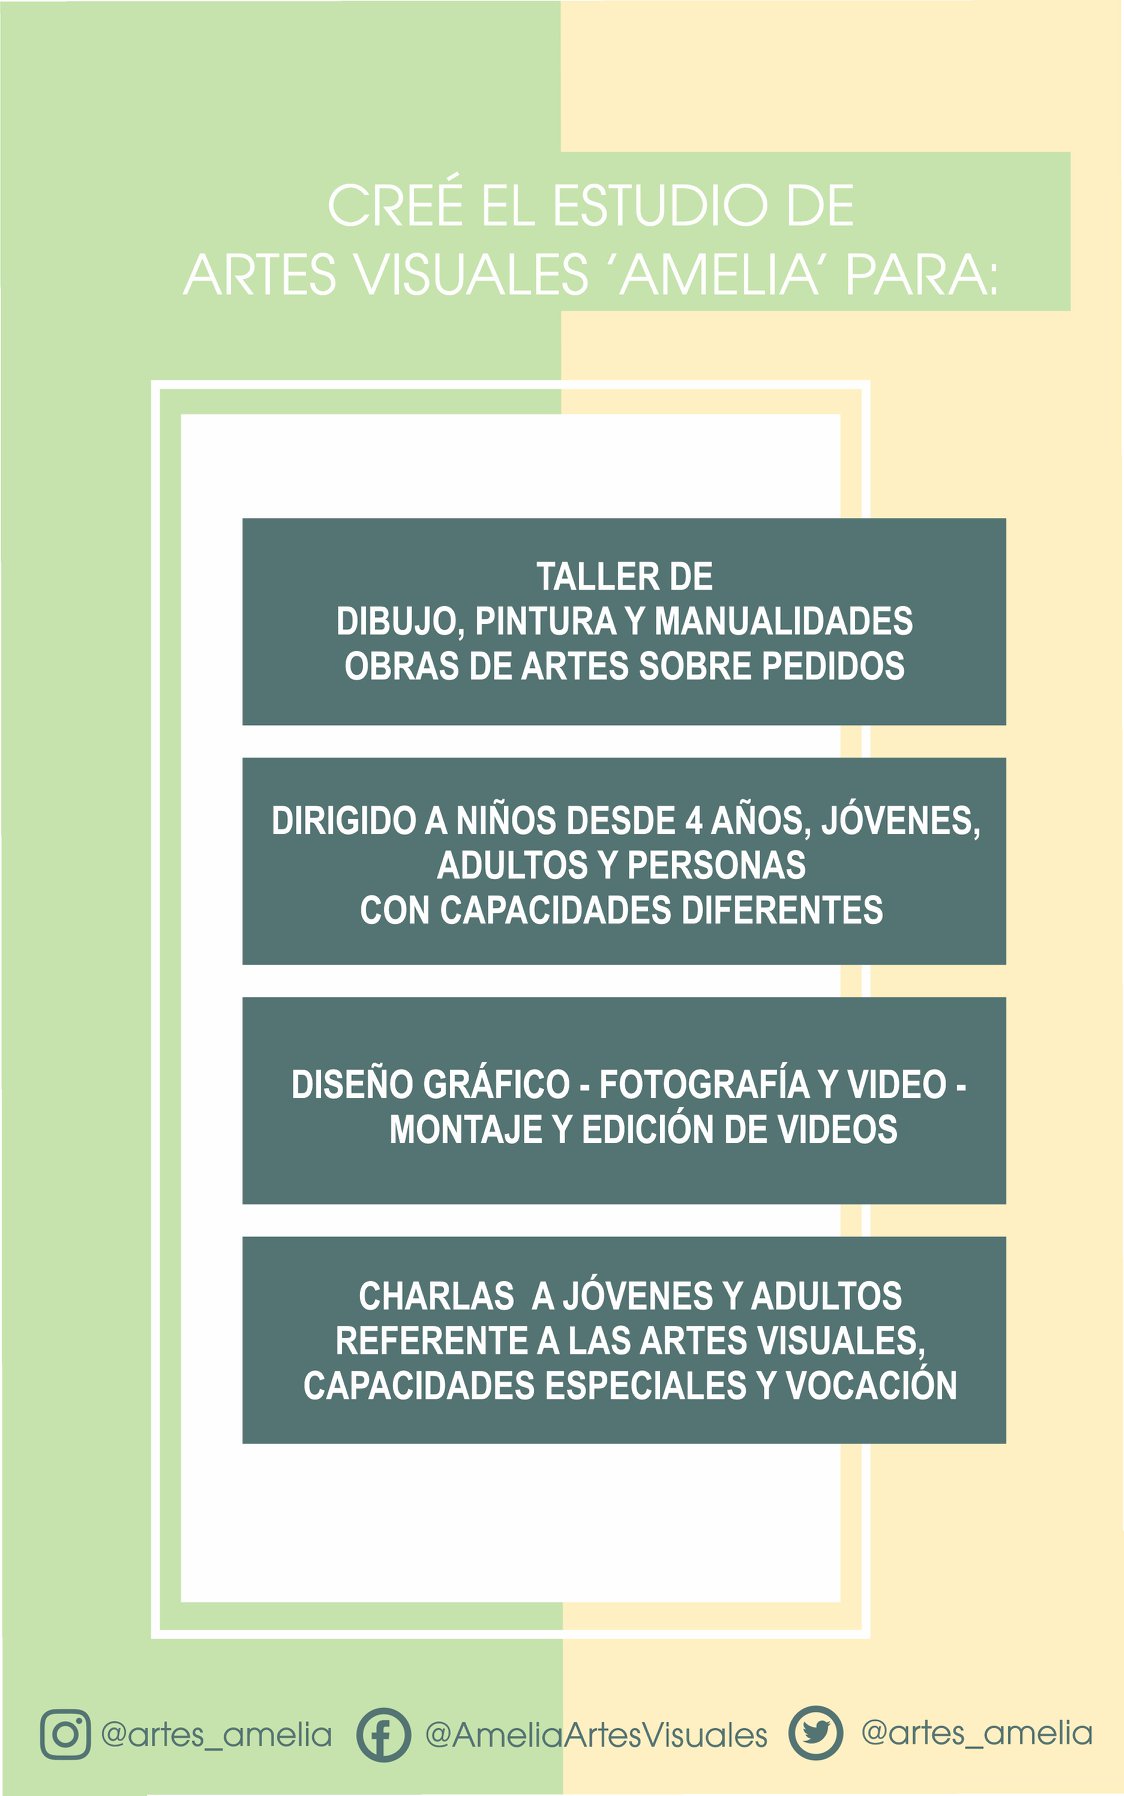 CREÉ EL ESTUDIO DE
ARTES VISUALES ‘AMELIA‘ PARA:
TALLER DE
DIBUJO, PINTURA Y MANUALIDADES
OBRAS DE ARTES SOBRE PEDIDOS
DIRIGIDO A NIÑOS DESDE 4 AÑOS, JÓVENES,
ADULTOS Y PERSONAS
CON CAPACIDADES DIFERENTES
DISEÑO GRÁFICO - FOTOGRAFÍA Y VIDEO -
MONTAJE Y EDICIÓN DE VIDEOS
CHARLAS A JÓVENES Y ADULTOS
REFERENTE A LAS ARTES VISUALES,
CAPACIDADES ESPECIALES Y VOCACIÓN
@artes_amelia @AmeliaArtesVisuales @artes_amelia